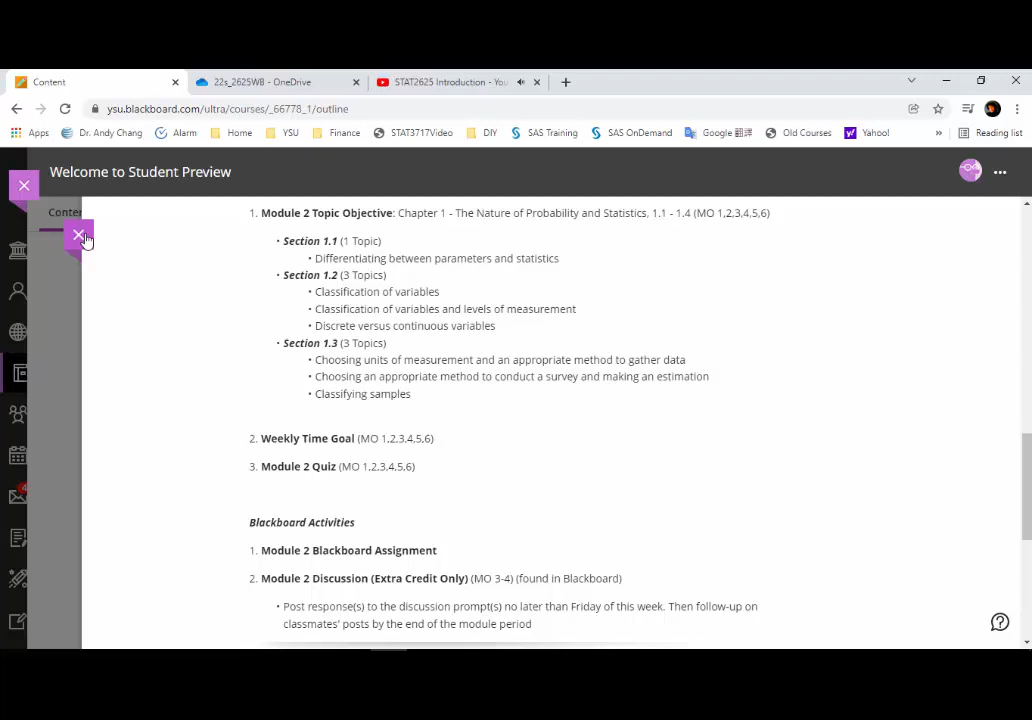 Content
22s_2625WB - OneDrive
STAT2625 Introduction - You
ysu.blackboard.com/ultra/courses/_66778_1/outline
Apps Dr. Andy Chang Alarm Home YSU Finance STAT3717Video DIY SAS Training SAS OnDemand Google Old Courses Yahoo! » Reading list
Welcome to Student Preview
Conter
1. Module 2 Topic Objective: Chapter 1 - The Nature of Probability and Statistics, 1.1 - 1.4 (MO 1,2,3,4,5,6)
• Section 1.1 (1 Topic)
• Differentiating between parameters and statistics
• Section 1.2 (3 Topics)
• Classification of variables
• Classification of variables and levels of measurement
• Discrete versus continuous variables
• Section 1.3 (3 Topics)
• Choosing units of measurement and an appropriate method to gather data
• Choosing an appropriate method to conduct a survey and making an estimation
• Classifying samples
2. Weekly Time Goal (MO 1,2,3,4,5,6)
3. Module 2 Quiz (MO 1,2,3,4,5,6)
Blackboard Activities
1. Module 2 Blackboard Assignment
2. Module 2 Discussion (Extra Credit Only) (MO 3-4) (found in Blackboard)
• Post response(s) to the discussion prompt(s) no later than Friday of this week. Then follow-up on
classmates' posts by the end of the module period